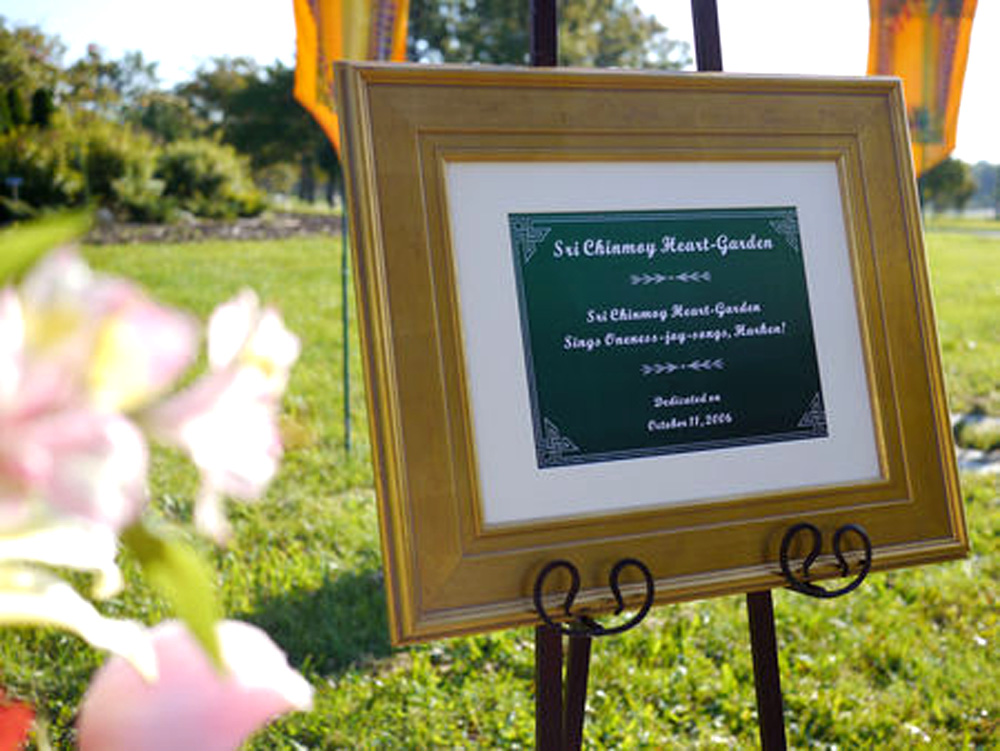 Sri Chinmoy Heart-Garden
Sri Chinmoy Heart-Garden
Sings Oneness-joy-songs, Harken!
Dedicated on
October 11, 2006